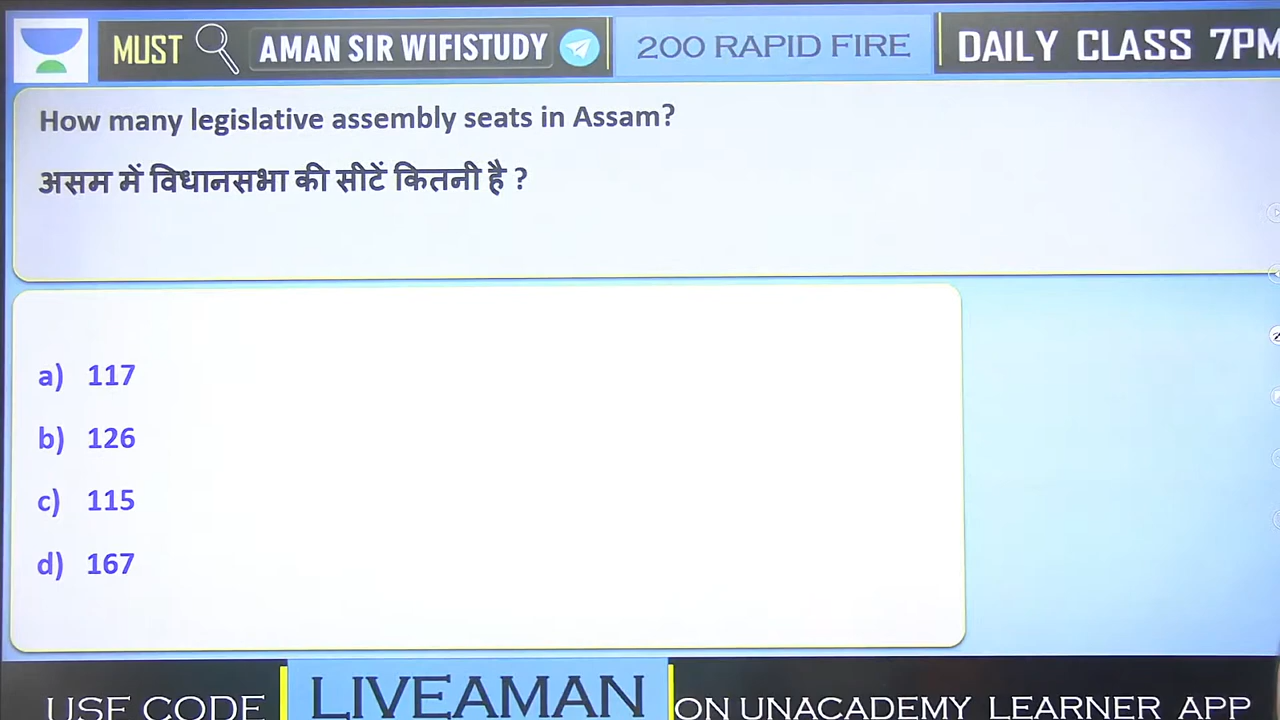 MUST AMAN SIR WIFISTUDY 200 RAPID FIRE DAILY CLASS 7PM
How many legislative assembly seats in Assam?
असम में विधानसभा की सीटें कितनी है ?
a) 117
b) 126
c) 115
d) 167
USE CODE LIVEAMAN ON UNACADEMY LEARNER APP